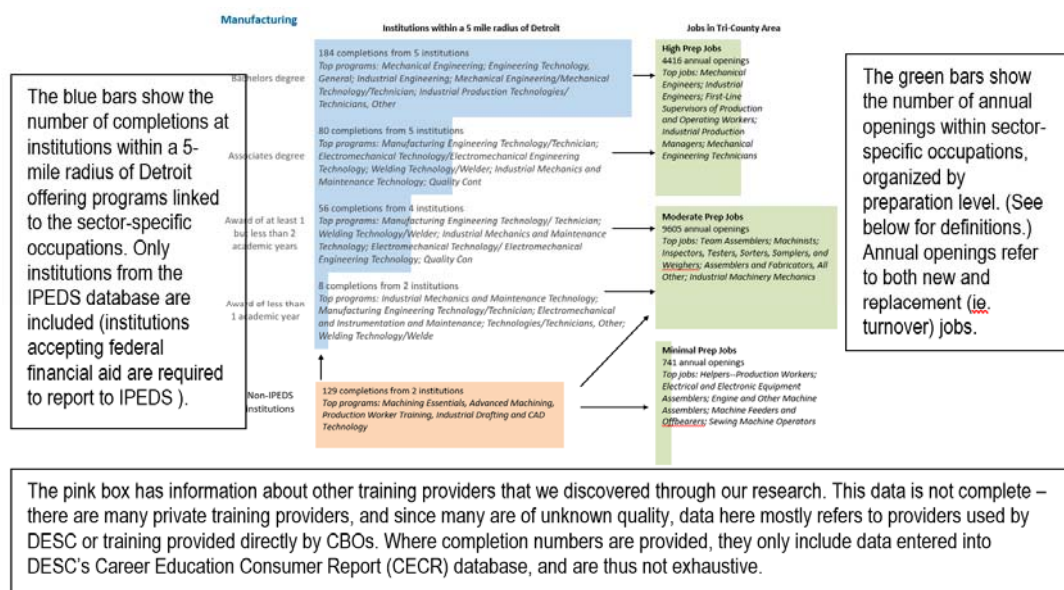 Manufacturing
Institutions within a 5 mile radius of Detroit
Jobs in Tri-County Area
The blue bars show the
number of completions at
institutions within a 5-
mile radius of Detroit
offering programs linked
to the sector-specific
occupations. Only
institutions from the
IPEDS database are
included (institutions
accepting federal
financial aid are required
to report to IPEDS ).
Bachelors degree
184 completions from 5 institutions
Top programs: Mechanical Engineering; Engineering Technology,
General; Industrial Engineering; Mechanical Engineering/Mechanical
Technology/Technician; Industrial Production Technologies/
Technicians, Other
Associates degree
80 completions from 5 institutions
Top programs: Manufacturing Engineering Technology/Technician;
Electromechanical Technology/Electromechanical Engineering
Technology; Welding Technology/Welder; Industrial Mechanics and
Maintenance Technology; Quality Cont
Award of at least 1
but less than 2
academic years
56 completions from 4 institutions
Top programs: Manufacturing Engineering Technology/ Technician;
Welding Technology/Welder; Industrial Mechanics and Maintenance
Technology; Electromechanical Technology/ Electromechanical
Engineering Technology; Quality Con
Award of less than
1 academic year
8 completions from 2 institutions
Top programs: Industrial Mechanics and Maintenance Technology;
Manufacturing Engineering Technology/Technician; Electromechanical
and Instrumentation and Maintenance; Technologies/Technicians, Other;
Welding Technology/Welde
Non-IPEDS
institutions
129 completions from 2 institutions
Top programs: Machining Essentials, Advanced Machining,
Production Worker Training, Industrial Drafting and CAD
Technology
High Prep Jobs
4416 annual openings
Top jobs: Mechanical
Engineers; Industrial
Engineers; First-Line
Supervisors of Production
and Operating Workers;
Industrial Production
Managers; Mechanical
Engineering Technicians
Moderate Prep Jobs
9605 annual openings
Top jobs: Team Assemblers; Machinists;
Inspectors, Testers, Sorters, Samplers, and
Weighers; Assemblers and Fabricators, All
Other; Industrial Machinery Mechanics
Minimal Prep Jobs
741 annual openings
Top jobs: Helpers--Production Workers;
Electrical and Electronic Equipment
Assemblers; Engine and Other Machine
Assemblers; Machine Feeders and
Offbearers; Sewing Machine Operators
The green bars show
the number of annual
openings within sector-
specific occupations,
organized by
preparation level. (See
below for definitions.)
Annual openings refer
to both new and
replacement (ie.
turnover) jobs.
The pink box has information about other training providers that we discovered through our research. This data is not complete –
there are many private training providers, and since many are of unknown quality, data here mostly refers to providers used by
DESC or training provided directly by CBOs. Where completion numbers are provided, they only include data entered into
DESC's Career Education Consumer Report (CECR) database, and are thus not exhaustive.